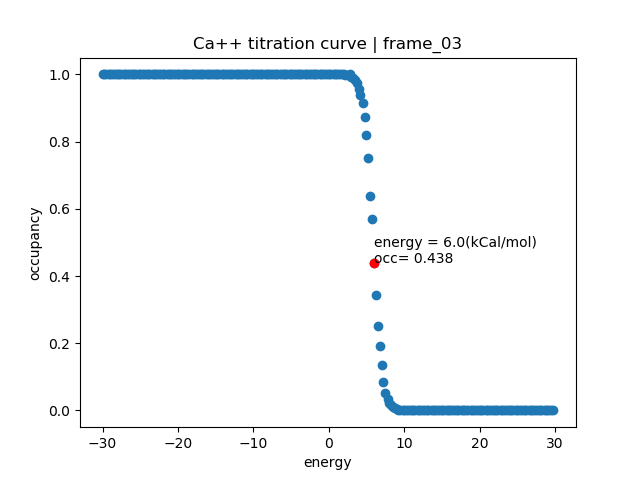 Ca++ titration curve | frame_03
1.0
0.8
0.6
0.4
0.2
0.0
occupancy
energy = 6.0(kCal/mol)
occ= 0.438
−30
−20
−10
0
10
20
30
energy